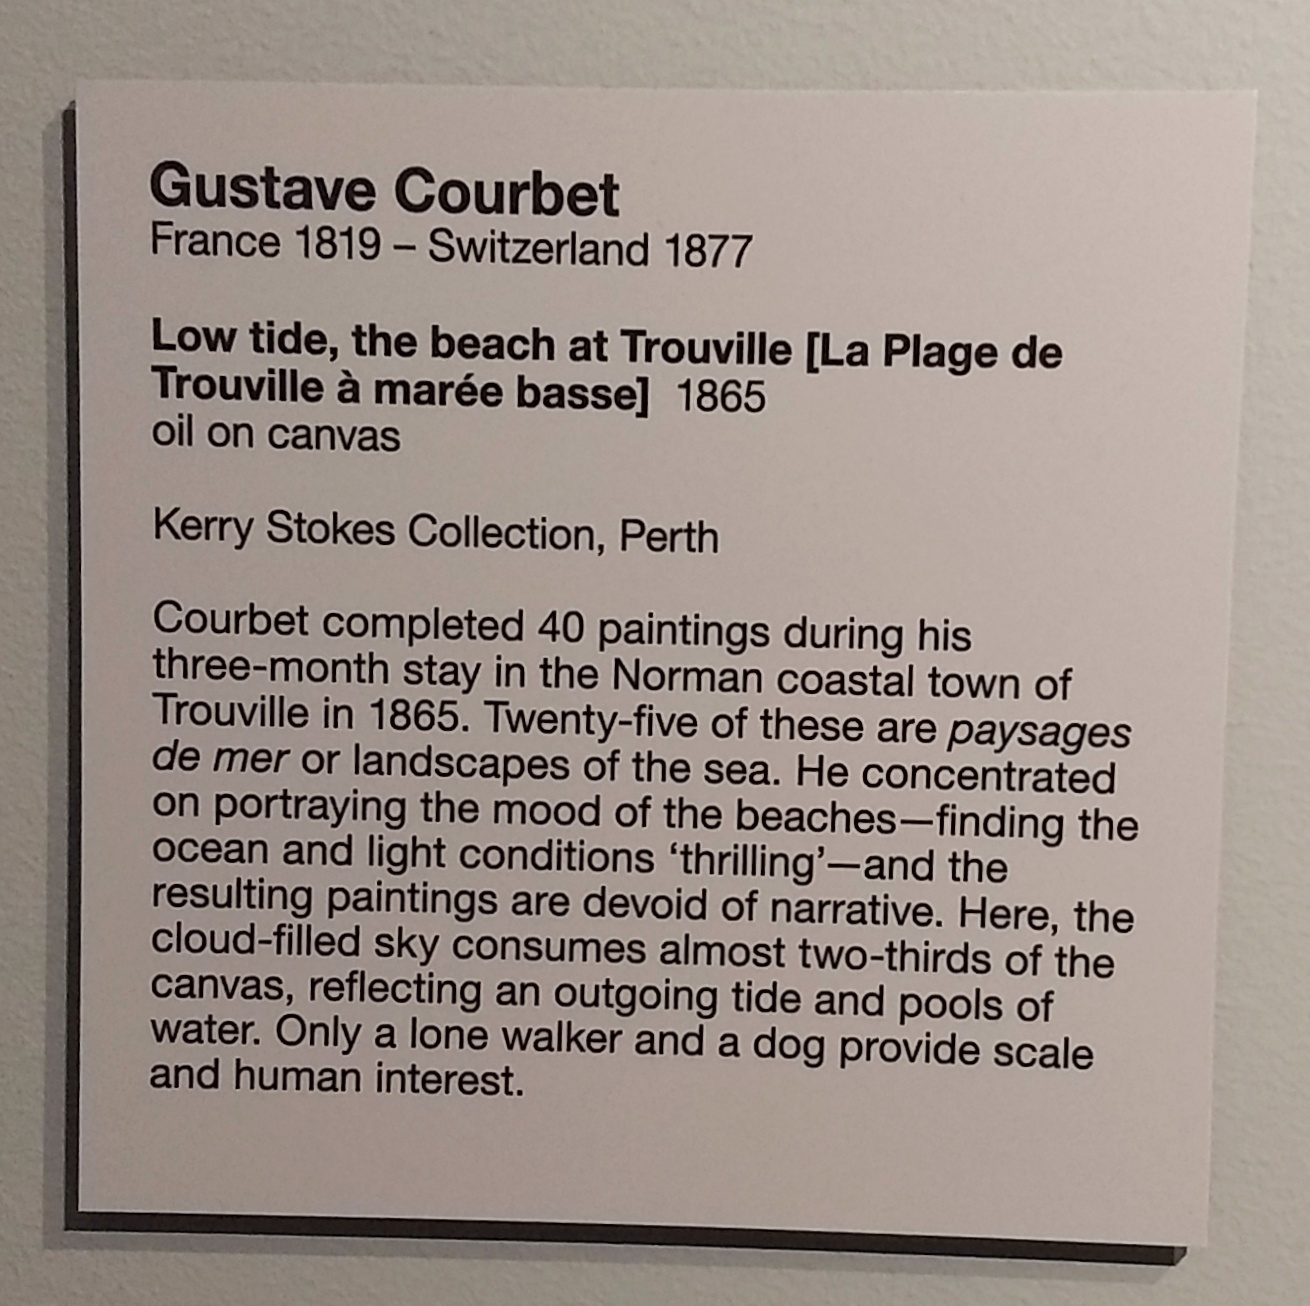 Gustave Courbet
France 1819 – Switzerland 1877
Low tide, the beach at Trouville [La Plage de
Trouville à marée basse] 1865
oil on canvas
Kerry Stokes Collection, Perth
Courbet completed 40 paintings during his
three-month stay in the Norman coastal town of
Trouville in 1865. Twenty-five of these are paysages
de mer or landscapes of the sea. He concentrated
on portraying the mood of the beaches—finding the
ocean and light conditions ‘thrilling’—and the
resulting paintings are devoid of narrative. Here, the
cloud-filled sky consumes almost two-thirds of the
canvas, reflecting an outgoing tide and pools of
water. Only a lone walker and a dog provide scale
and human interest.